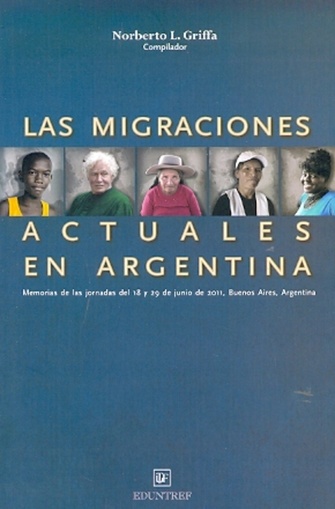 Norberto L. Griffa
Compilador
LAS MIGRACIONES
ACTUALES
EN ARGENTINA
Memorias de las jornadas del 18 y 29 de junio de 2011, Buenos Aires, Argentina
EDUNTREF